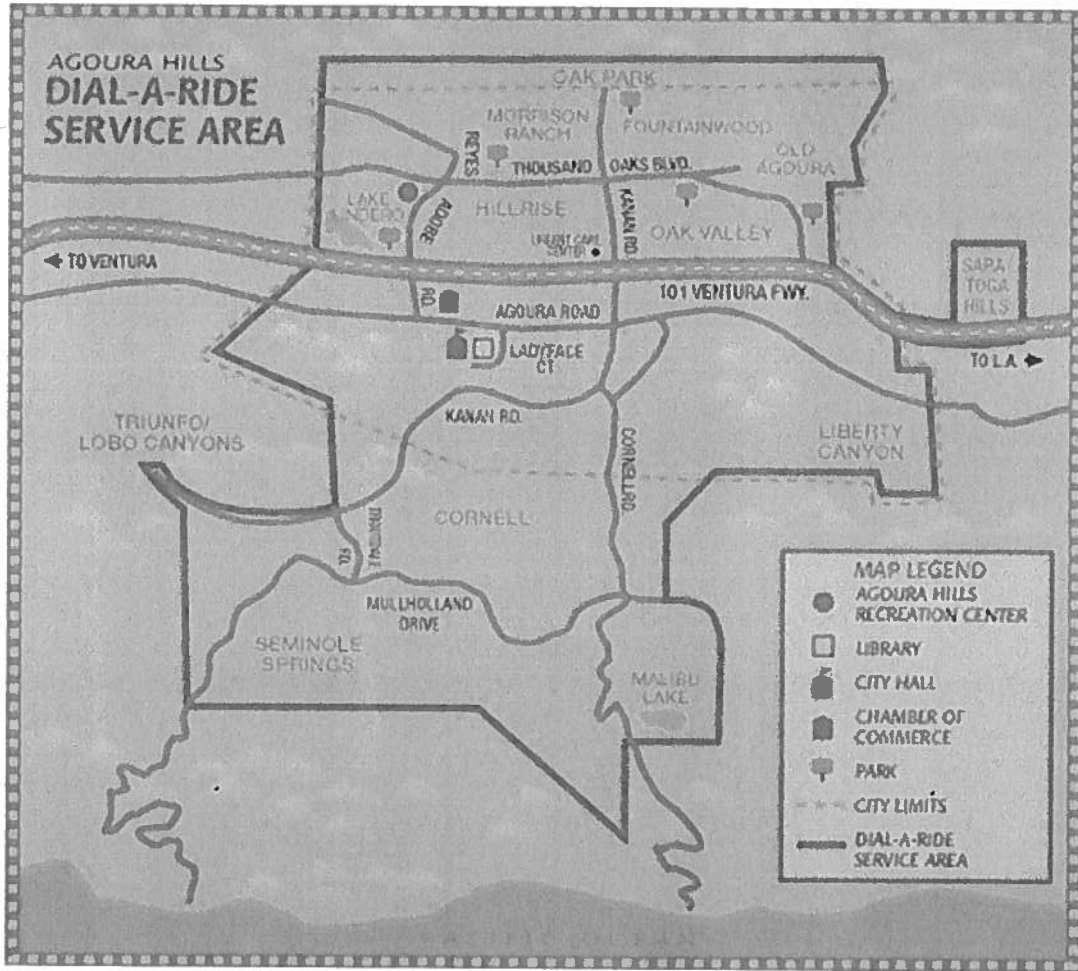 AGOURA HILLS
DIAL-A-RIDE
SERVICE AREA
OAK PARK
MORRISON
RANCH
FOUNTAINWOOD
REYES
THOUSAND OAKS BLVD.
OLD
AGOURA
LAKE
LINDERO
ADOBE
RD.
HILLRISE
KANAN RD.
URGENT CARE
CENTER
OAK VALLEY
TO VENTURA
101 VENTURA FWY.
SARA/
TOGA
HILLS
AGOURA ROAD
TO L.A.
LADYFACE
CT.
KANAN RD.
TRIUNFO/
LOBO CANYONS
CORNELL RD.
LIBERTY
CANYON
CORNELL
RD.
MULLHOLLAND
DRIVE
SEMINOLE
SPRINGS
MALIBU
LAKE
MAP LEGEND
AGOURA HILLS
RECREATION CENTER
LIBRARY
CITY HALL
CHAMBER OF
COMMERCE
PARK
CITY LIMITS
DIAL-A-RIDE
SERVICE AREA